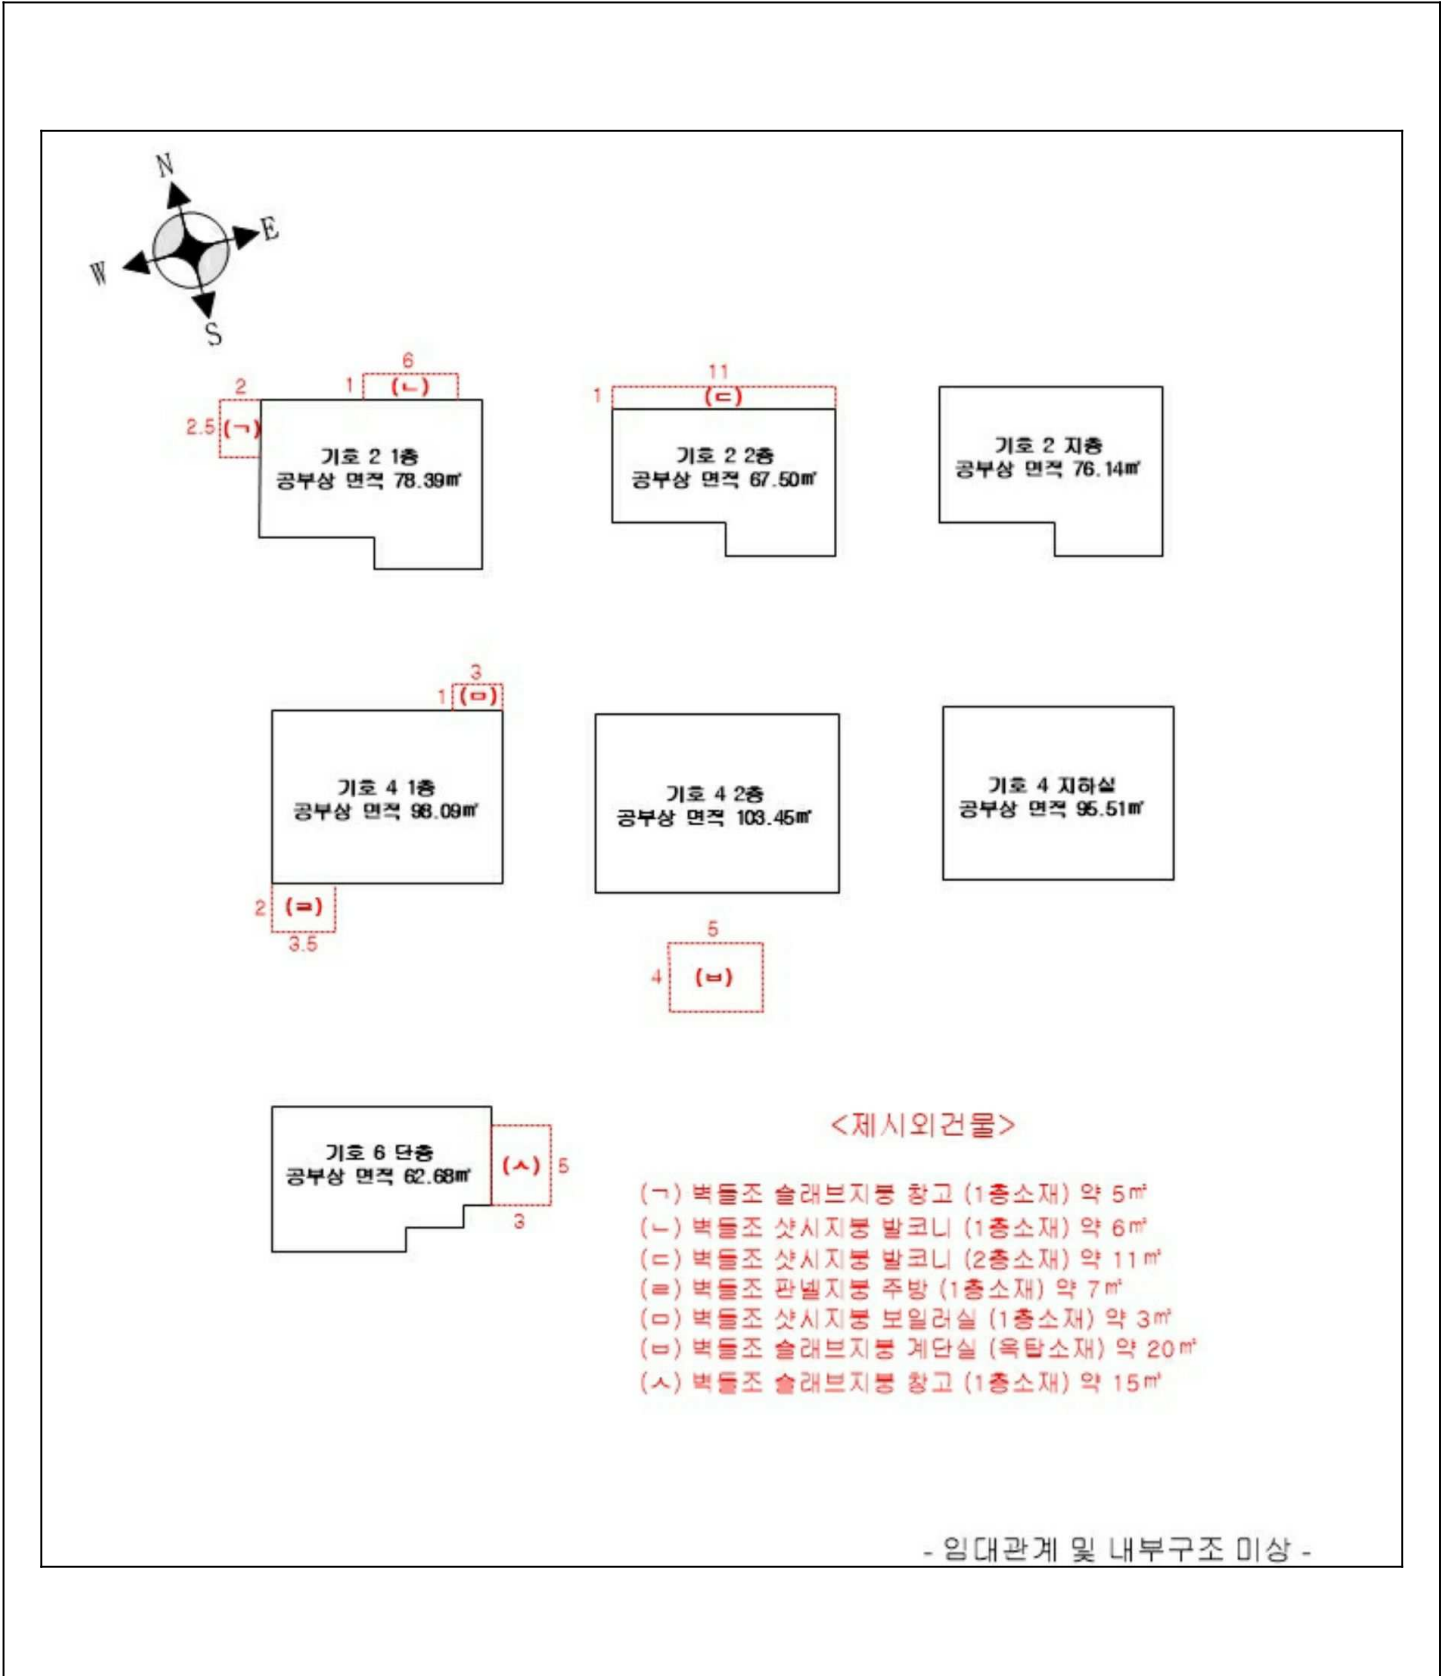 N
E
W
S
6
1 (ㄴ)
2
2.5 (ㄱ)
기호 2 1층
공부상 면적 78.39㎡
11
1 (ㄷ)
기호 2 2층
공부상 면적 67.50㎡
기호 2 지층
공부상 면적 76.14㎡
3
1 (ㅁ)
기호 4 1층
공부상 면적 98.09㎡
2 (ㄹ)
3.5
기호 4 2층
공부상 면적 103.45㎡
기호 4 지하실
공부상 면적 95.51㎡
5
4 (ㅂ)
기호 6 단층
공부상 면적 62.68㎡
(ㅅ) 5
3
<제시외건물>
(ㄱ) 벽돌조 슬래브지붕 창고 (1층소재) 약 5㎡
(ㄴ) 벽돌조 샷시지붕 발코니 (1층소재) 약 6㎡
(ㄷ) 벽돌조 샷시지붕 발코니 (2층소재) 약 11㎡
(ㄹ) 벽돌조 판넬지붕 주방 (1층소재) 약 7㎡
(ㅁ) 벽돌조 샷시지붕 보일러실 (1층소재) 약 3㎡
(ㅂ) 벽돌조 슬래브지붕 계단실 (옥탑소재) 약 20㎡
(ㅅ) 벽돌조 슬래브지붕 창고 (1층소재) 약 15㎡
- 임대관계 및 내부구조 미상 -